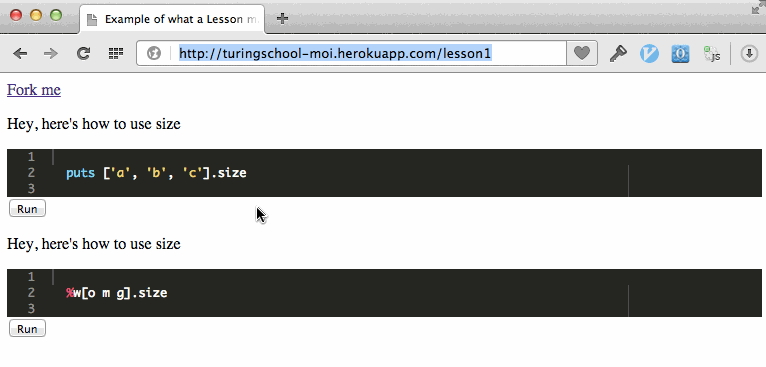 Example of what a Lesson m
http://turingschool-moi.herokuapp.com/lesson1
js
Fork me
Hey, here's how to use size
1
2 puts ['a', 'b', 'c'].size
3
Run
Hey, here's how to use size
1
2 %w[o m g].size
3
Run